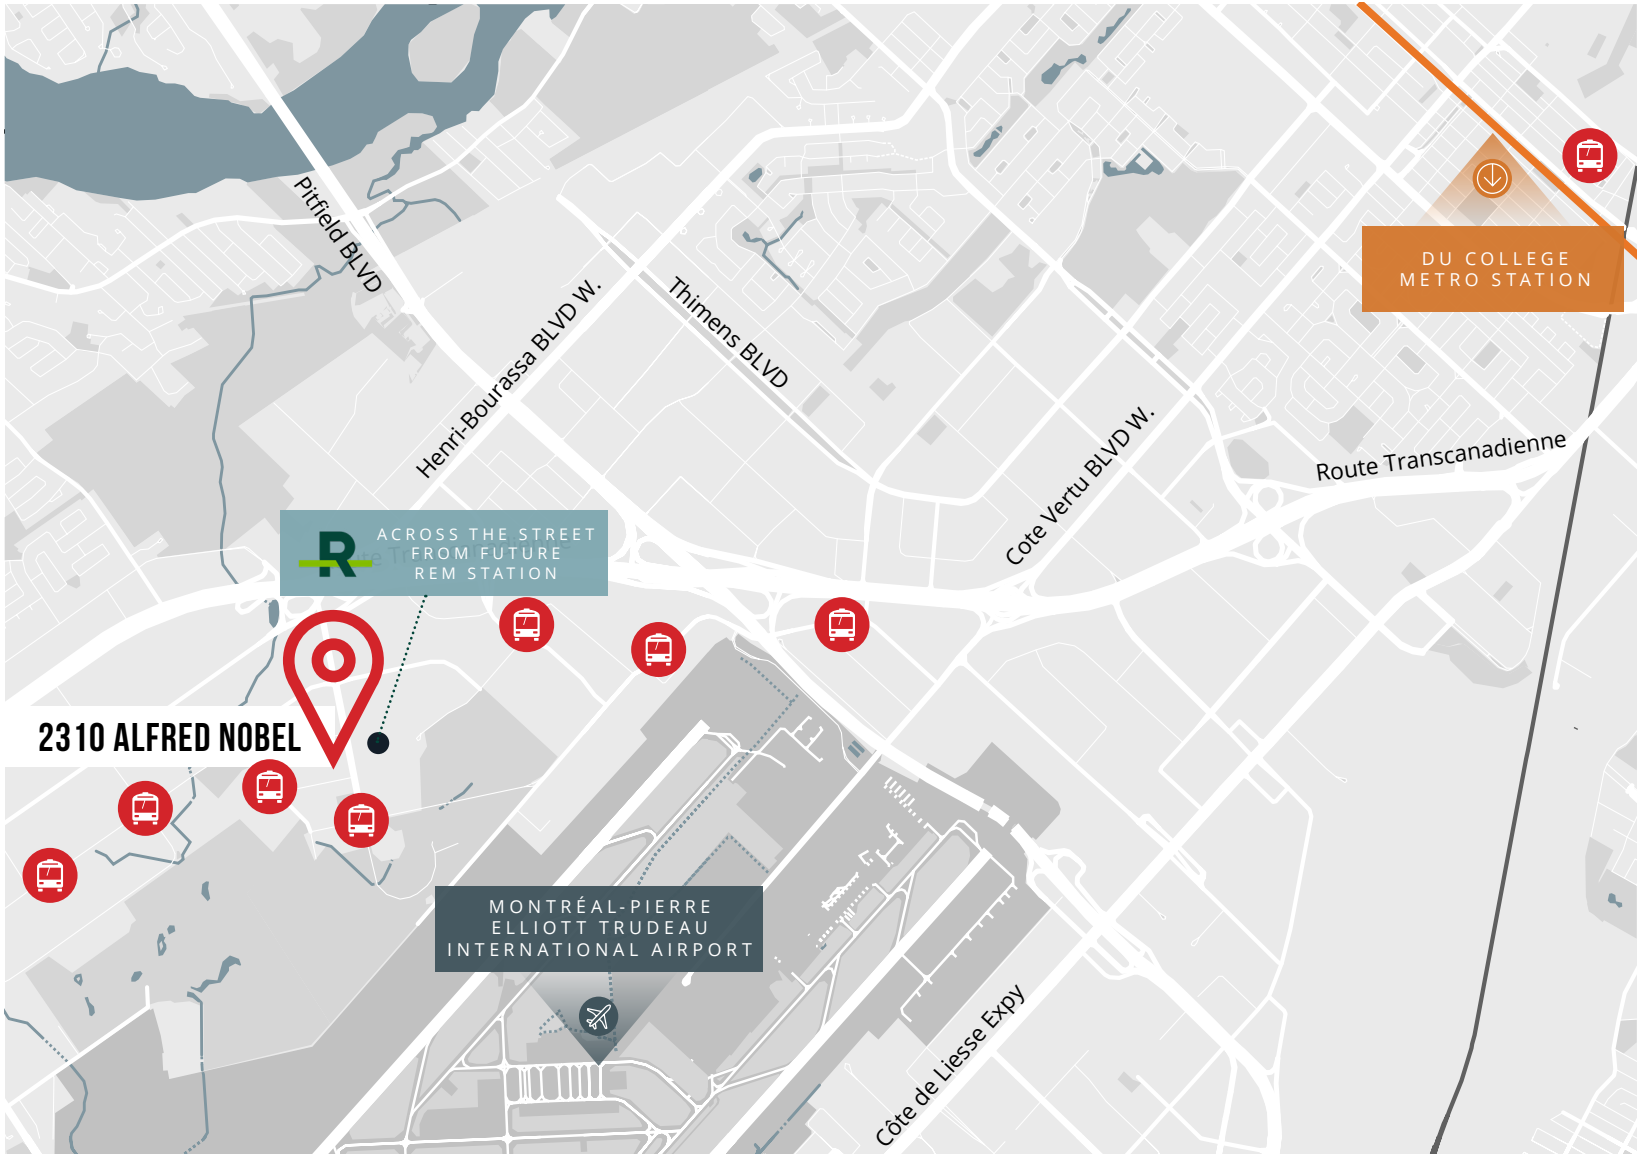 Pitfield BLVD
DU COLLEGE
METRO STATION
Henri-Bourassa BLVD W.
Thimens BLVD
Cote Vertu BLVD W.
Route Transcanadienne
R
ACROSS THE STREET
FROM FUTURE
REM STATION
2310 ALFRED NOBEL
MONTRÉAL-PIERRE
ELLIOTT TRUDEAU
INTERNATIONAL AIRPORT
Côte de Liesse Expy